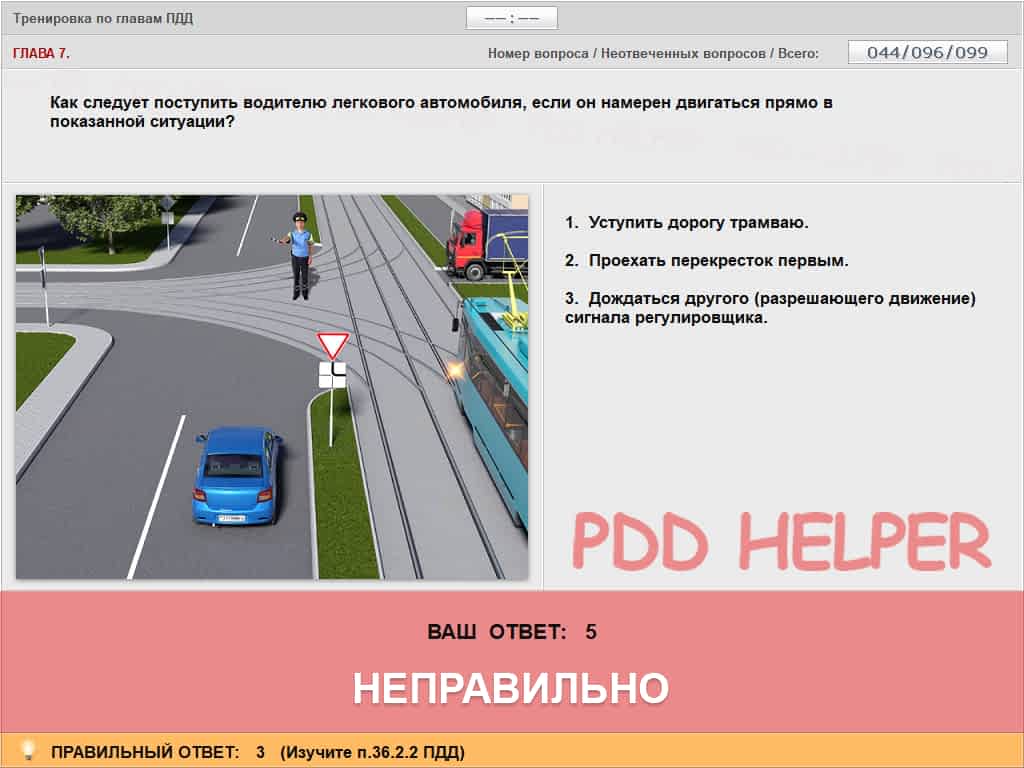 Тренировка по главам ПДД
—— : ——
ГЛАВА 7.
Номер вопроса / Неотвеченных вопросов / Всего:
044/096/099
Как следует поступить водителю легкового автомобиля, если он намерен двигаться прямо в
показанной ситуации?
1. Уступить дорогу трамваю.
2. Проехать перекресток первым.
3. Дождаться другого (разрешающего движение)
сигнала регулировщика.
PDD HELPER
ВАШ ОТВЕТ: 5
НЕПРАВИЛЬНО
ПРАВИЛЬНЫЙ ОТВЕТ: 3 (Изучите п.36.2.2 ПДД)